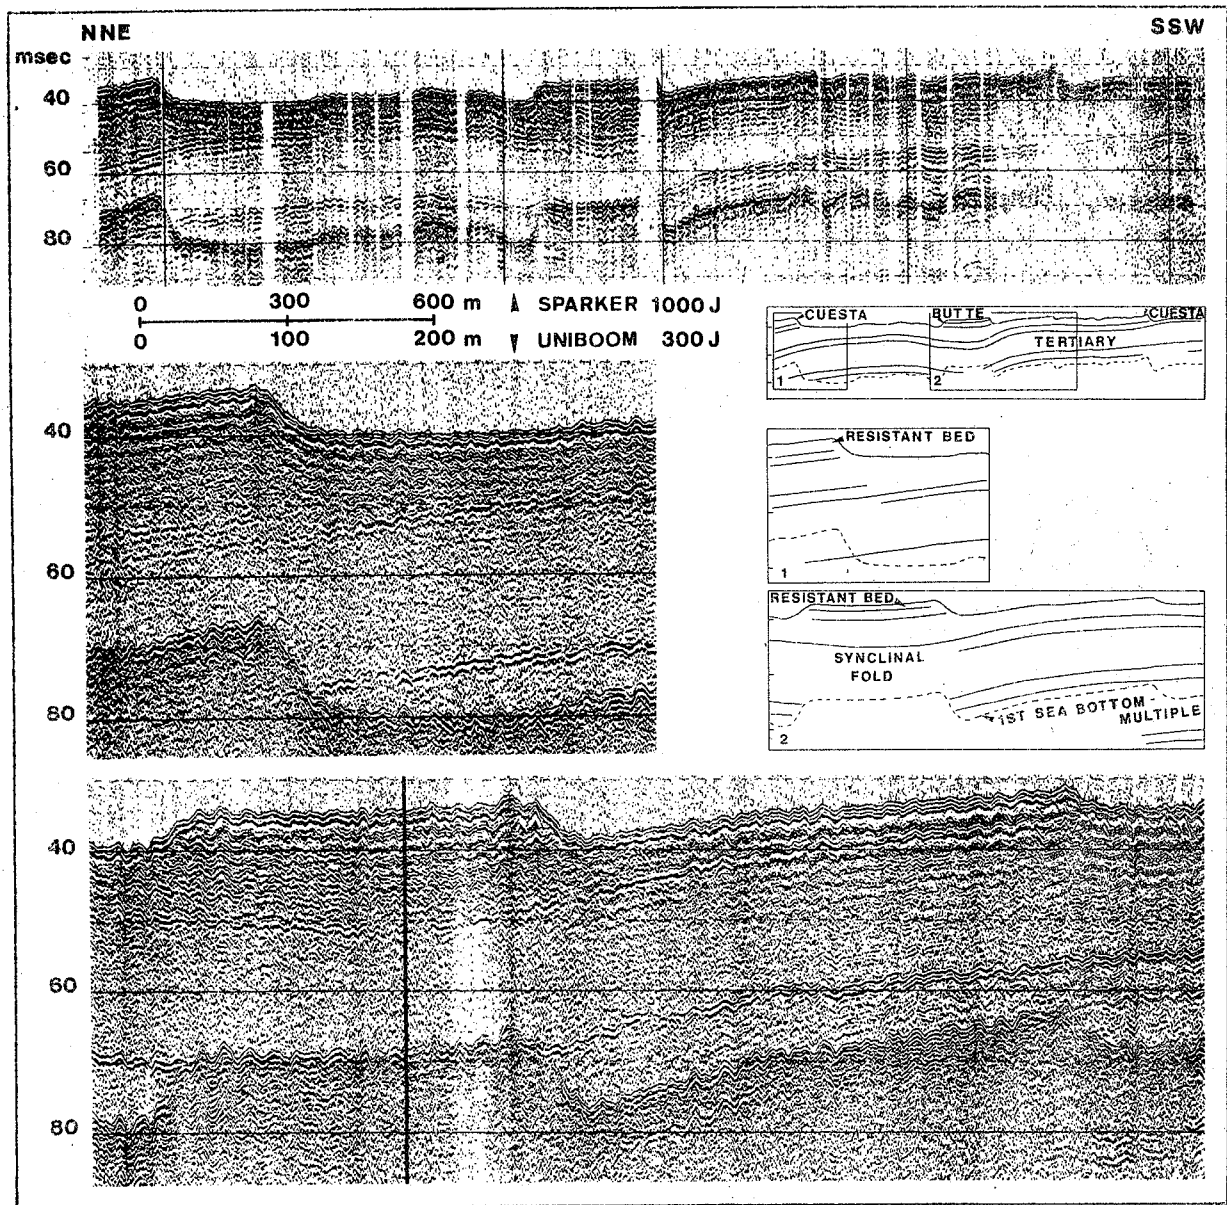 NNE SSW
msec
40
60
80
0 300 600 m SPARKER 1000 J
0 100 200 m UNIBOOM 300 J
CUESTA BUTTE CUESTA
TERTIARY
1 2
40
60
80
RESISTANT BED
1
RESISTANT BED
SYNCLINAL
FOLD
1ST SEA BOTTOM
MULTIPLE
2
40
60
80